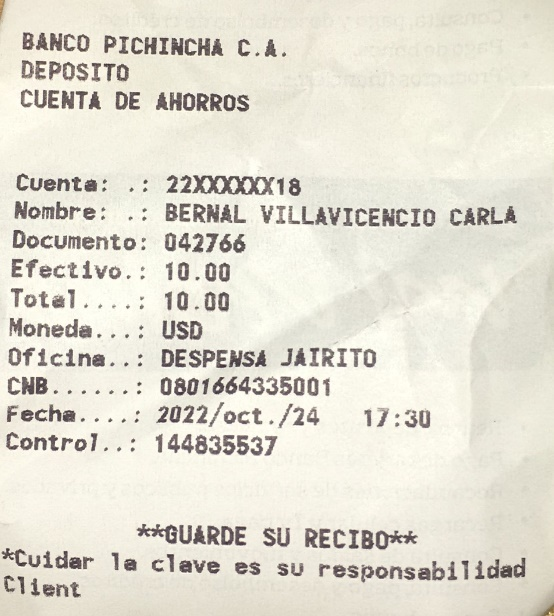 BANCO PICHINCHA C.A.
DEPOSITO
CUENTA DE AHORROS
Cuenta: .: 22XXXXXX18
Nombre: .: BERNAL VILLAVICENCIO CARLA
Documento: 042766
Efectivo.: 10.00
Total....: 10.00
Moneda...: USD
Oficina..: DESPENSA JAIRITO
CNB......: 0801664335001
Fecha....: 2022/oct./24 17:30
Control..: 144835537
**GUARDE SU RECIBO**
*Cuidar la clave es su responsabilidad
Client